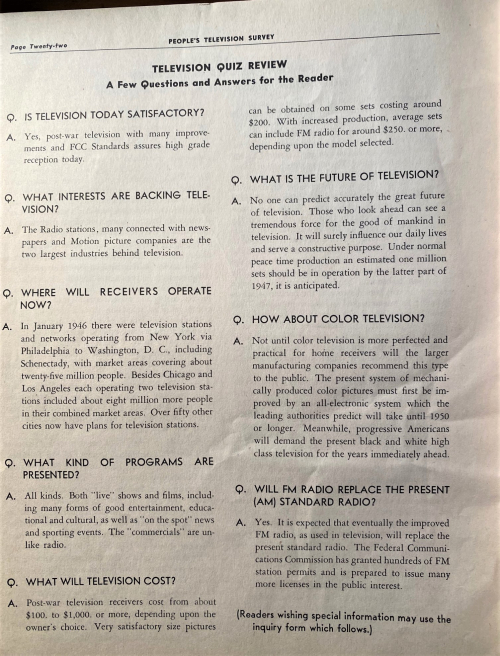 Page Twenty-two
PEOPLE'S TELEVISION SURVEY
TELEVISION QUIZ REVIEW
A Few Questions and Answers for the Reader
Q. IS TELEVISION TODAY SATISFACTORY?
A. Yes, post-war television with many improve-
ments and FCC Standards assures high grade
reception today.
Q. WHAT INTERESTS ARE BACKING TELE-
VISION?
A. The Radio stations, many connected with news-
papers and Motion picture companies are the
two largest industries behind television.
Q. WHERE WILL RECEIVERS OPERATE
NOW?
A. In January 1946 there were television stations
and networks operating from New York via
Philadelphia to Washington, D. C., including
Schenectady, with market areas covering about
twenty-five million people. Besides Chicago and
Los Angeles each operating two television sta-
tions included about eight million more people
in their combined market areas. Over fifty other
cities now have plans for television stations.
Q. WHAT KIND OF PROGRAMS ARE
PRESENTED?
A. All kinds. Both "live" shows and films, includ-
ing many forms of good entertainment, educa-
tional and cultural, as well as "on the spot" news
and sporting events. The "commercials" are un-
like radio.
Q. WHAT WILL TELEVISION COST?
A. Post-war television receivers cost from about
$100. to $1,000. or more, depending upon the
owner's choice. Very satisfactory size pictures
can be obtained on some sets costing around
$200. With increased production, average sets
can include FM radio for around $250. or more,
depending upon the model selected.
Q. WHAT IS THE FUTURE OF TELEVISION?
A. No one can predict accurately the great future
of television. Those who look ahead can see a
tremendous force for the good of mankind in
television. It will surely influence our daily lives
and serve a constructive purpose. Under normal
peace time production an estimated one million
sets should be in operation by the latter part of
1947, it is anticipated.
Q. HOW ABOUT COLOR TELEVISION?
A. Not until color television is more perfected and
practical for home receivers will the larger
manufacturing companies recommend this type
to the public. The present system of mechani-
cally produced color pictures must first be im-
proved by an all-electronic system which the
leading authorities predict will take until 1950
or longer. Meanwhile, progressive Americans
will demand the present black and white high
class television for the years immediately ahead.
Q. WILL FM RADIO REPLACE THE PRESENT
(AM) STANDARD RADIO?
A. Yes. It is expected that eventually the improved
FM radio, as used in television, will replace the
present standard radio. The Federal Communi-
cations Commission has granted hundreds of FM
station permits and is prepared to issue many
more licenses in the public interest.
(Readers wishing special information may use the
inquiry form which follows.)